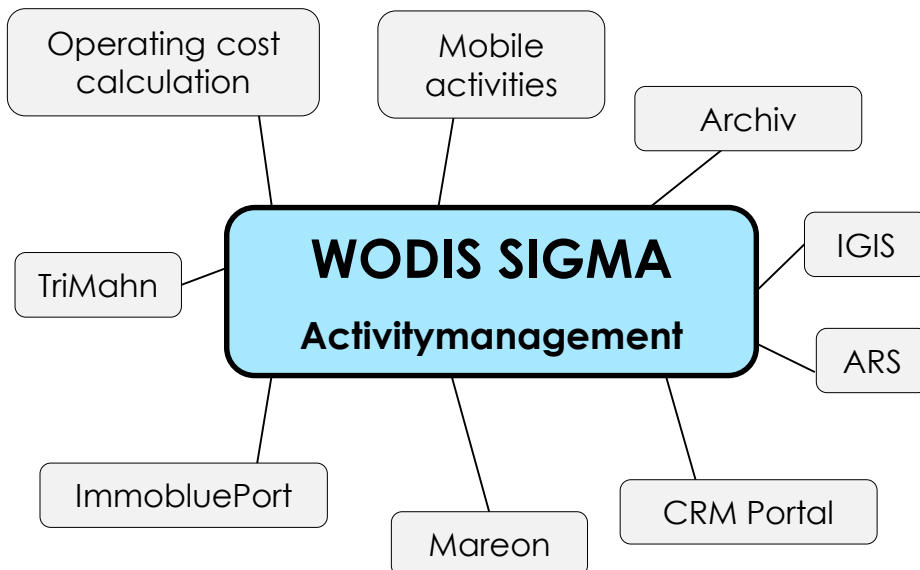 Operating cost
calculation
Mobile
activities
Archiv
WODIS SIGMA
Activitymanagement
IGIS
TriMahn
ARS
ImmobluePort
CRM Portal
Mareon